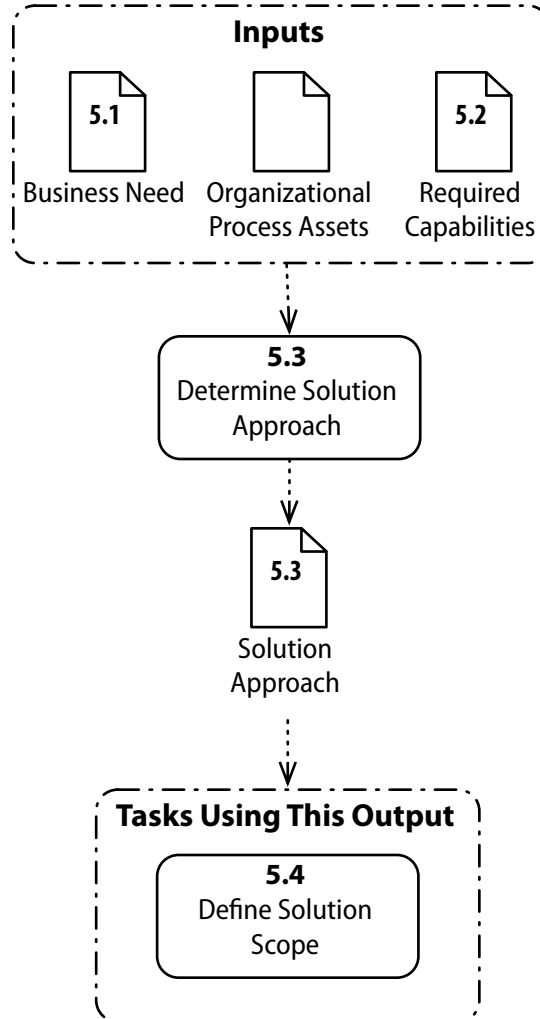 Inputs
5.1
5.2
Business Need
Organizational
Process Assets
Required
Capabilities
5.3
Determine Solution
Approach
5.3
Solution
Approach
Tasks Using This Output
5.4
Define Solution
Scope